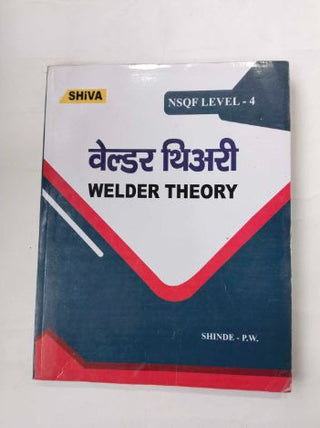 SHiVA
NSQF LEVEL - 4
वेल्डर थिअरी
WELDER THEORY
SHINDE - P.W.